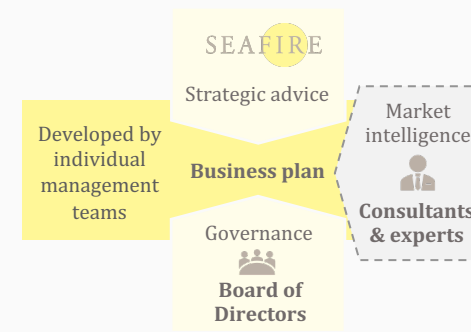 SEAFIRE
Strategic advice
Developed by
individual
management
teams
Business plan
Market
intelligence
Consultants
& experts
Governance
Board of
Directors